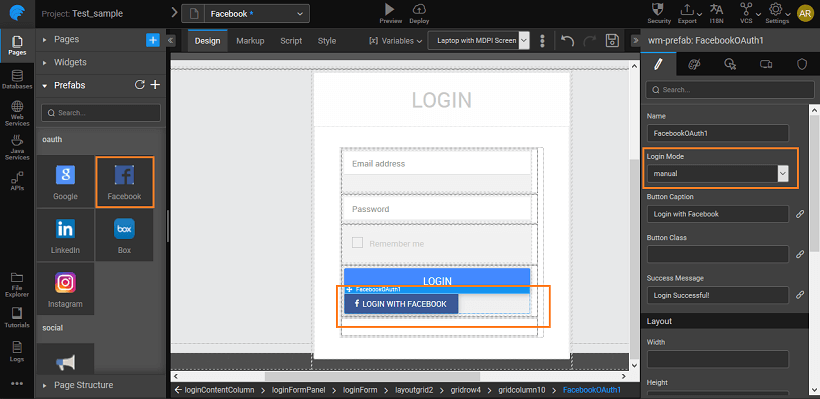 Project: Test_sample
Facebook *
Preview
Deploy
Security
Export
I18N
VCS
Settings
AR
Pages
Databases
Web Services
Java Services
APIs
File Explorer
Tutorials
Logs
Pages
Widgets
Prefabs
Search...
oauth
Google
Facebook
LinkedIn
Box
Instagram
social
Page Structure
Design
Markup
Script
Style
[x] Variables
Laptop with MDPI Screen
LOGIN
Email address
Password
Remember me
LOGIN
FacebookOAuth1
LOGIN WITH FACEBOOK
loginContentColumn
loginFormPanel
loginForm
layoutgrid2
gridrow4
gridcolumn10
FacebookOAuth1
wm-prefab: FacebookOAuth1
Search...
Name
FacebookOAuth1
Login Mode
manual
Button Caption
Login with Facebook
Button Class
Success Message
Login Successful!
Layout
Width
Height